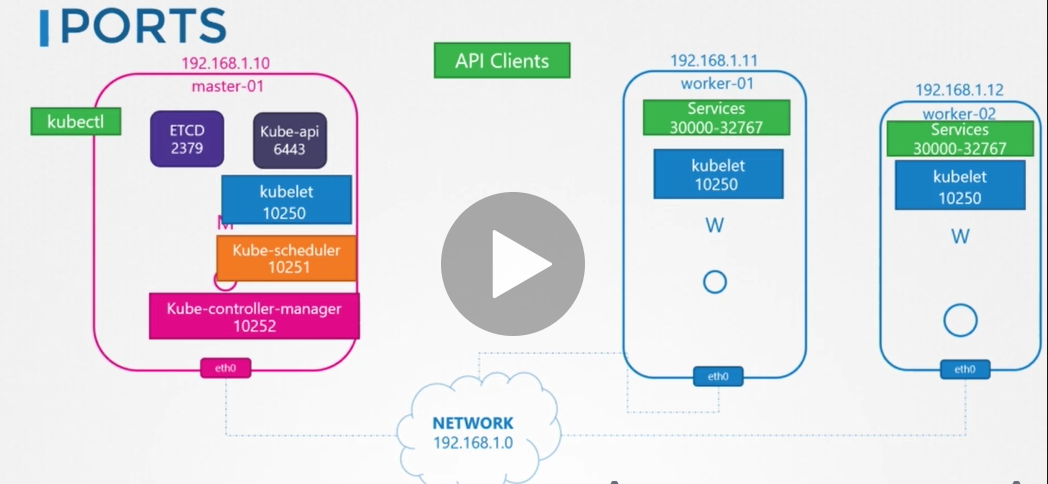 PORTS
192.168.1.10
master-01
kubectl
ETCD
2379
Kube-api
6443
kubelet
10250
M
Kube-scheduler
10251
Kube-controller-manager
10252
eth0
API Clients
192.168.1.11
worker-01
Services
30000-32767
kubelet
10250
W
eth0
192.168.1.12
worker-02
Services
30000-32767
kubelet
10250
W
eth0
NETWORK
192.168.1.0